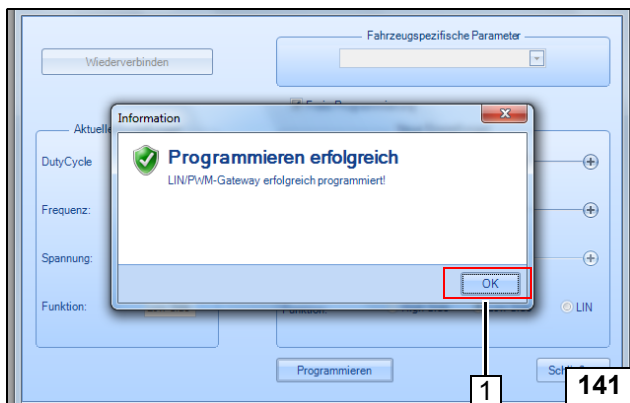 Fahrzeugspezifische Parameter
Wiederverbinden
Information
Aktuelle
Programmieren erfolgreich
LIN/PWM-Gateway erfolgreich programmiert!
DutyCycle
Frequenz:
Spannung:
OK
Funktion:
LIN
Programmieren
1
141